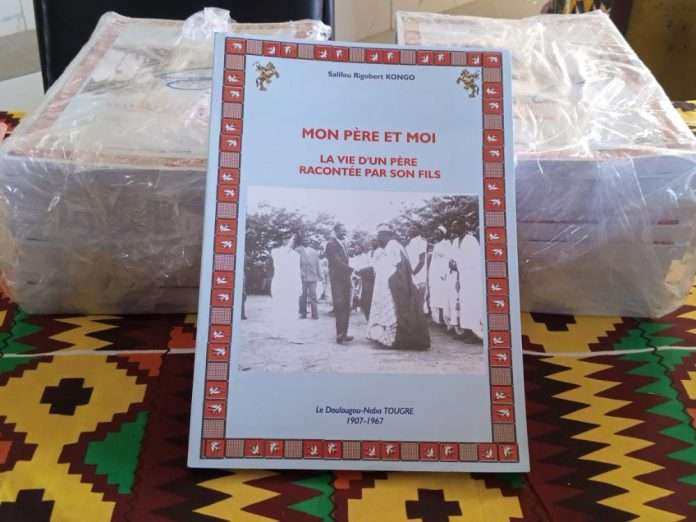 Salifou Rigobert KONGO
MON PÈRE ET MOI
LA VIE D'UN PÈRE
RACONTÉE PAR SON FILS
Le Doulougou-Naba TOUGRE
1907-1967